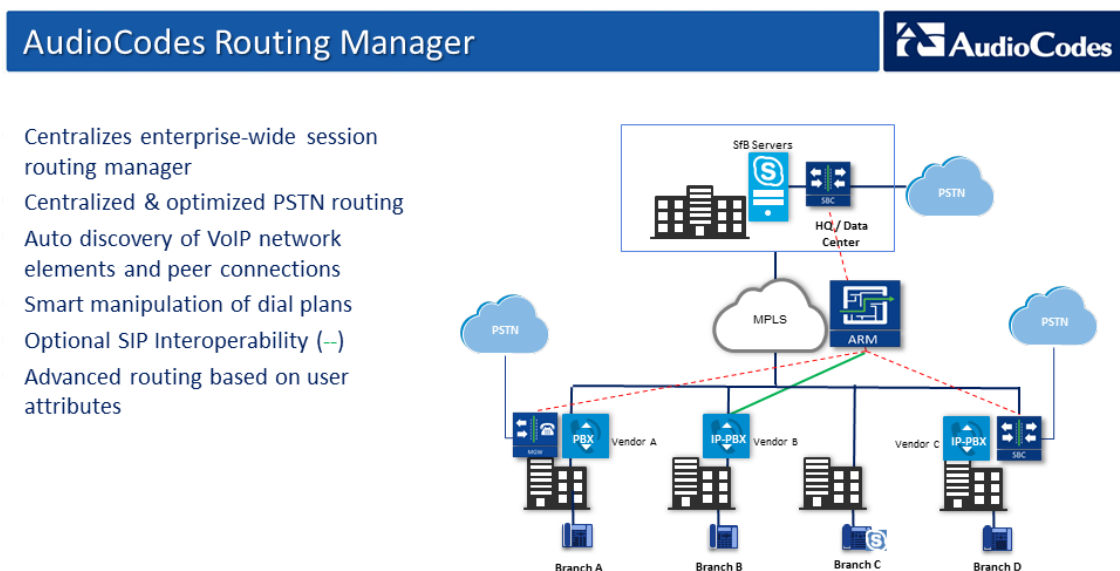 AudioCodes Routing Manager
AudioCodes
Centralizes enterprise-wide session
routing manager
Centralized & optimized PSTN routing
Auto discovery of VoIP network
elements and peer connections
Smart manipulation of dial plans
Optional SIP Interoperability (--)
Advanced routing based on user
attributes
SfB Servers
S
SBC
PSTN
HQ / Data
Center
MPLS
ARM
PSTN
PSTN
MGW
PBX
Vendor A
IP-PBX
Vendor B
Vendor C
IP-PBX
SBC
S
Branch A
Branch B
Branch C
Branch D